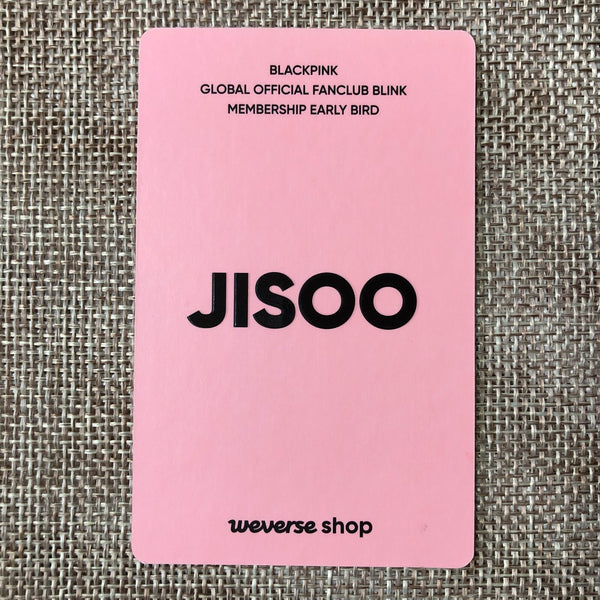 BLACKPINK
GLOBAL OFFICIAL FANCLUB BLINK
MEMBERSHIP EARLY BIRD
JISOO
weverse shop